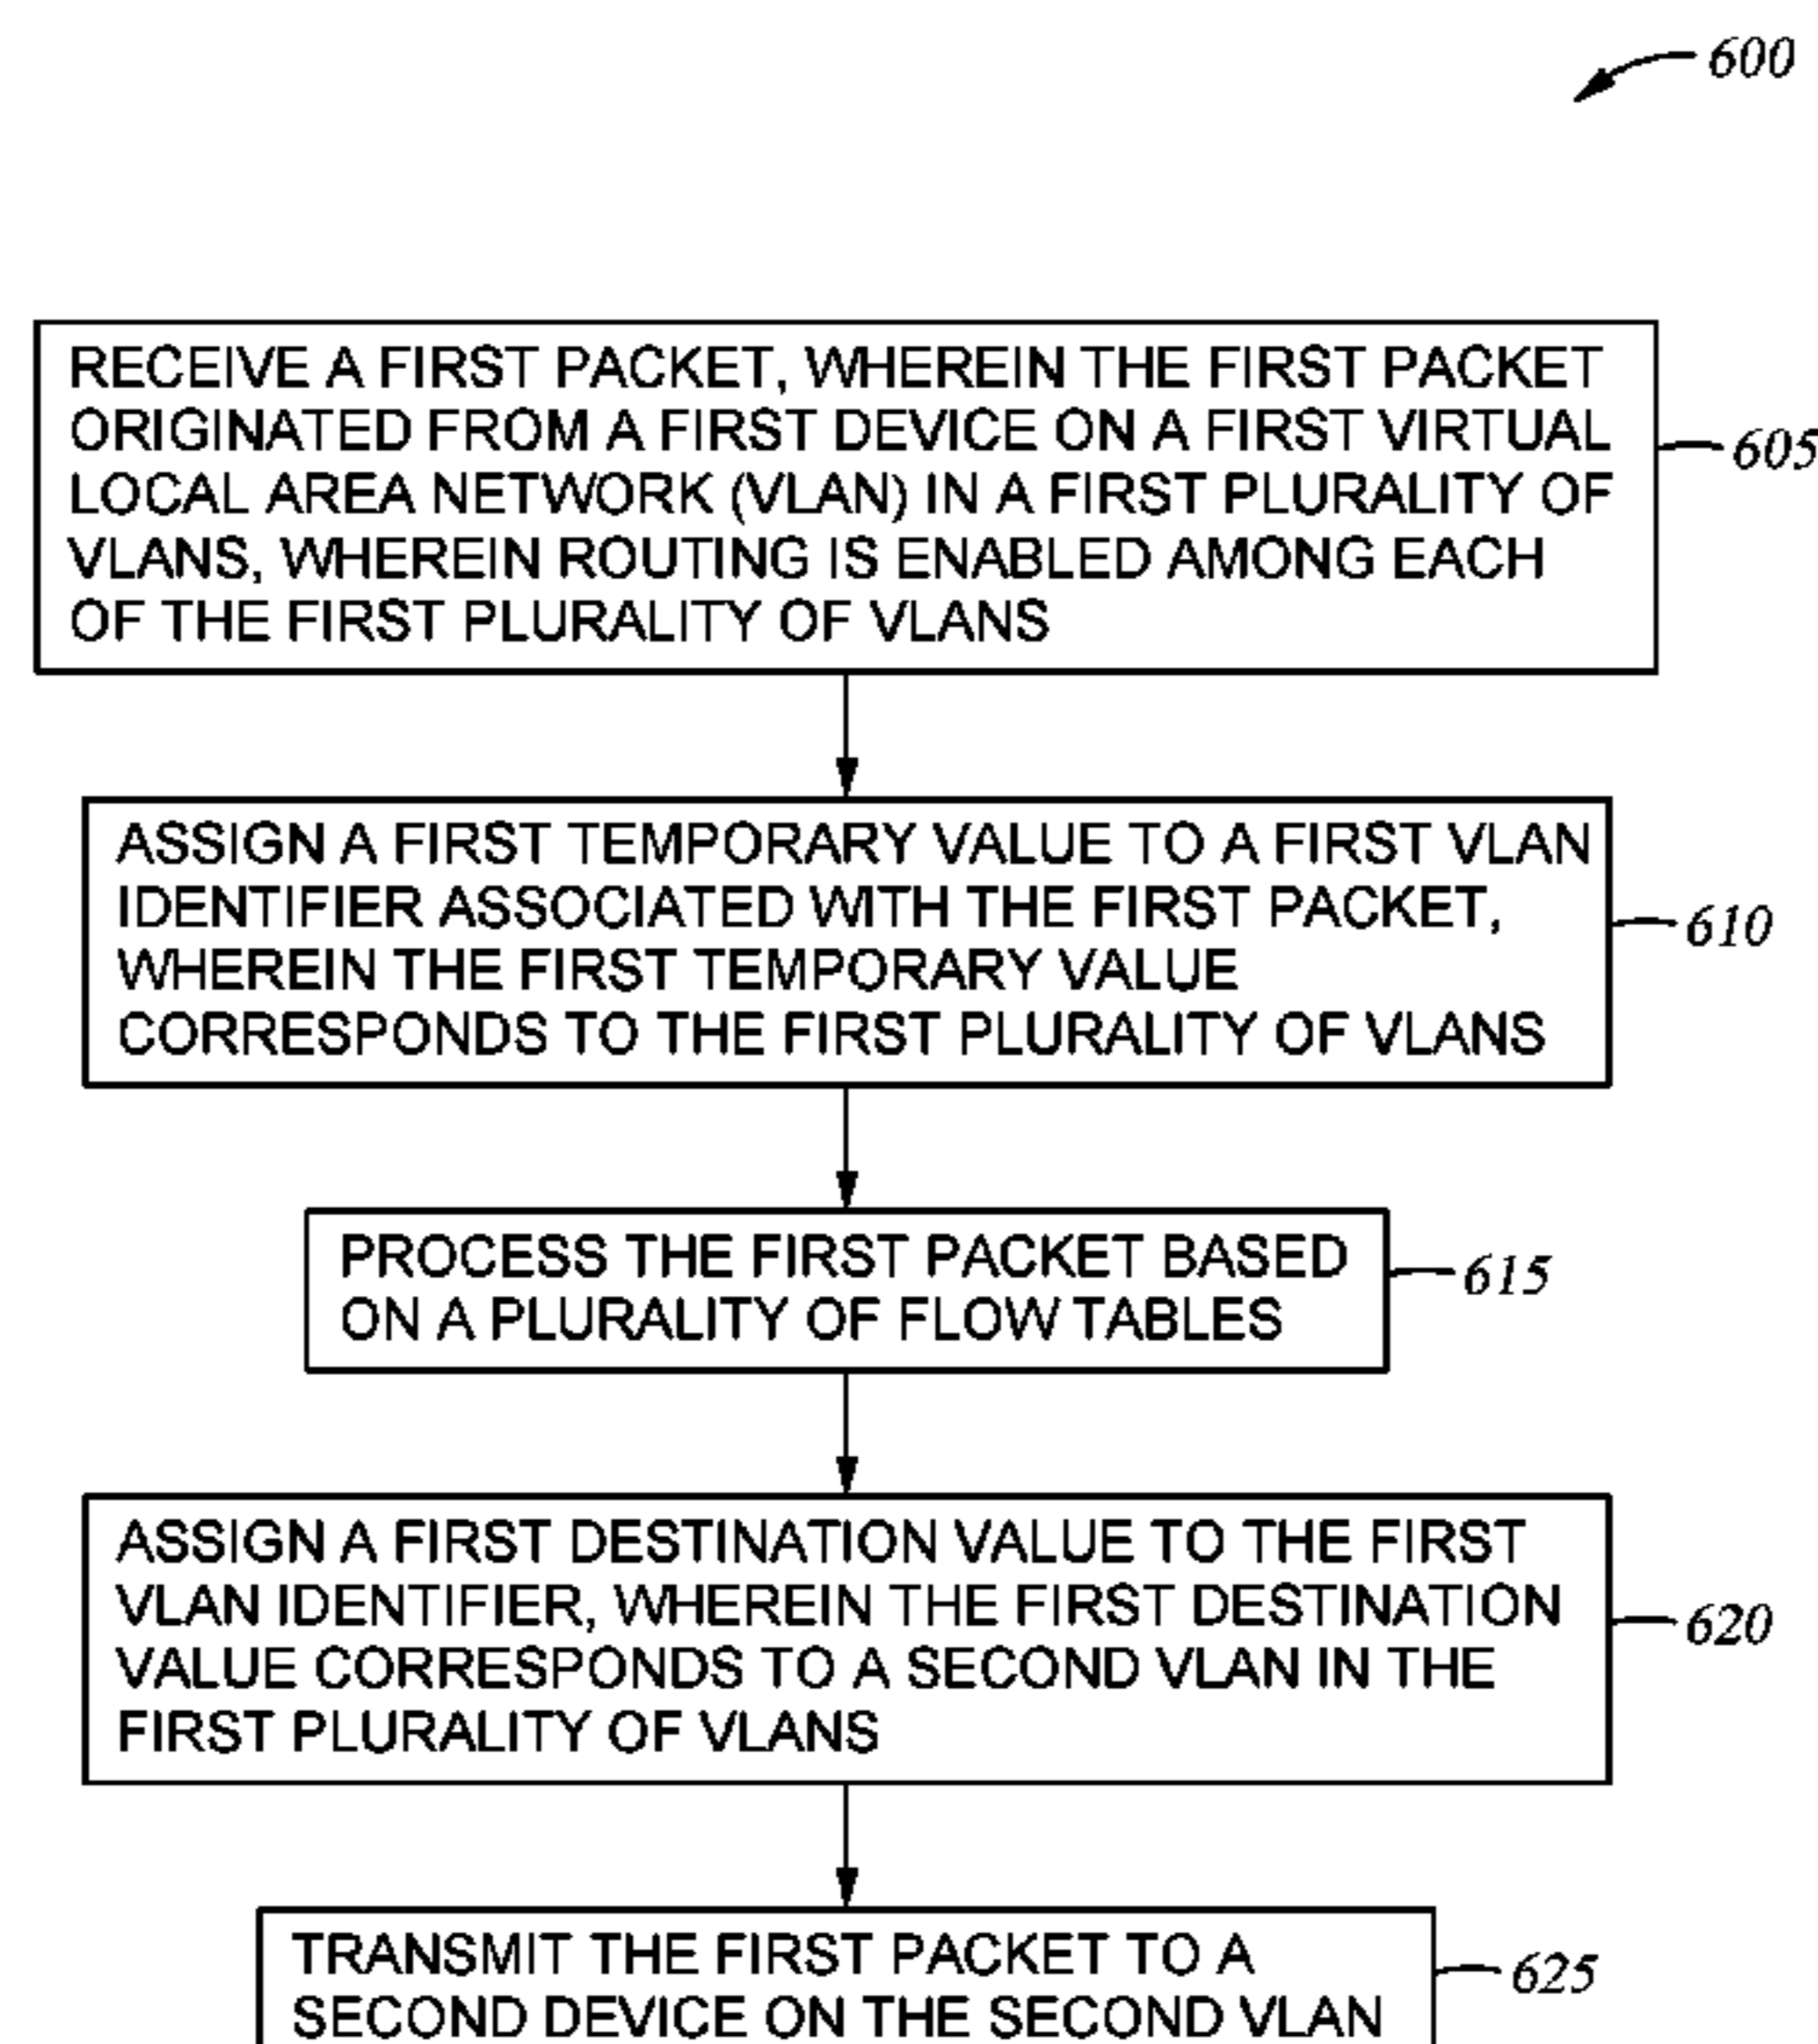 600
RECEIVE A FIRST PACKET, WHEREIN THE FIRST PACKET
ORIGINATED FROM A FIRST DEVICE ON A FIRST VIRTUAL
LOCAL AREA NETWORK (VLAN) IN A FIRST PLURALITY OF
VLANS, WHEREIN ROUTING IS ENABLED AMONG EACH
OF THE FIRST PLURALITY OF VLANS
605
ASSIGN A FIRST TEMPORARY VALUE TO A FIRST VLAN
IDENTIFIER ASSOCIATED WITH THE FIRST PACKET,
WHEREIN THE FIRST TEMPORARY VALUE
CORRESPONDS TO THE FIRST PLURALITY OF VLANS
610
PROCESS THE FIRST PACKET BASED
ON A PLURALITY OF FLOW TABLES
615
ASSIGN A FIRST DESTINATION VALUE TO THE FIRST
VLAN IDENTIFIER, WHEREIN THE FIRST DESTINATION
VALUE CORRESPONDS TO A SECOND VLAN IN THE
FIRST PLURALITY OF VLANS
620
TRANSMIT THE FIRST PACKET TO A
SECOND DEVICE ON THE SECOND VLAN
625